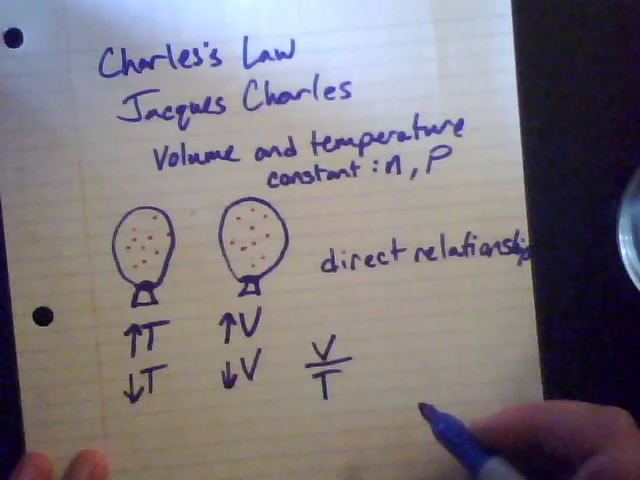 Charles's Law
Jacques Charles
Volume and temperature
constant : n, P
direct relationship
↑T ↑V
↓T ↓V
V
T